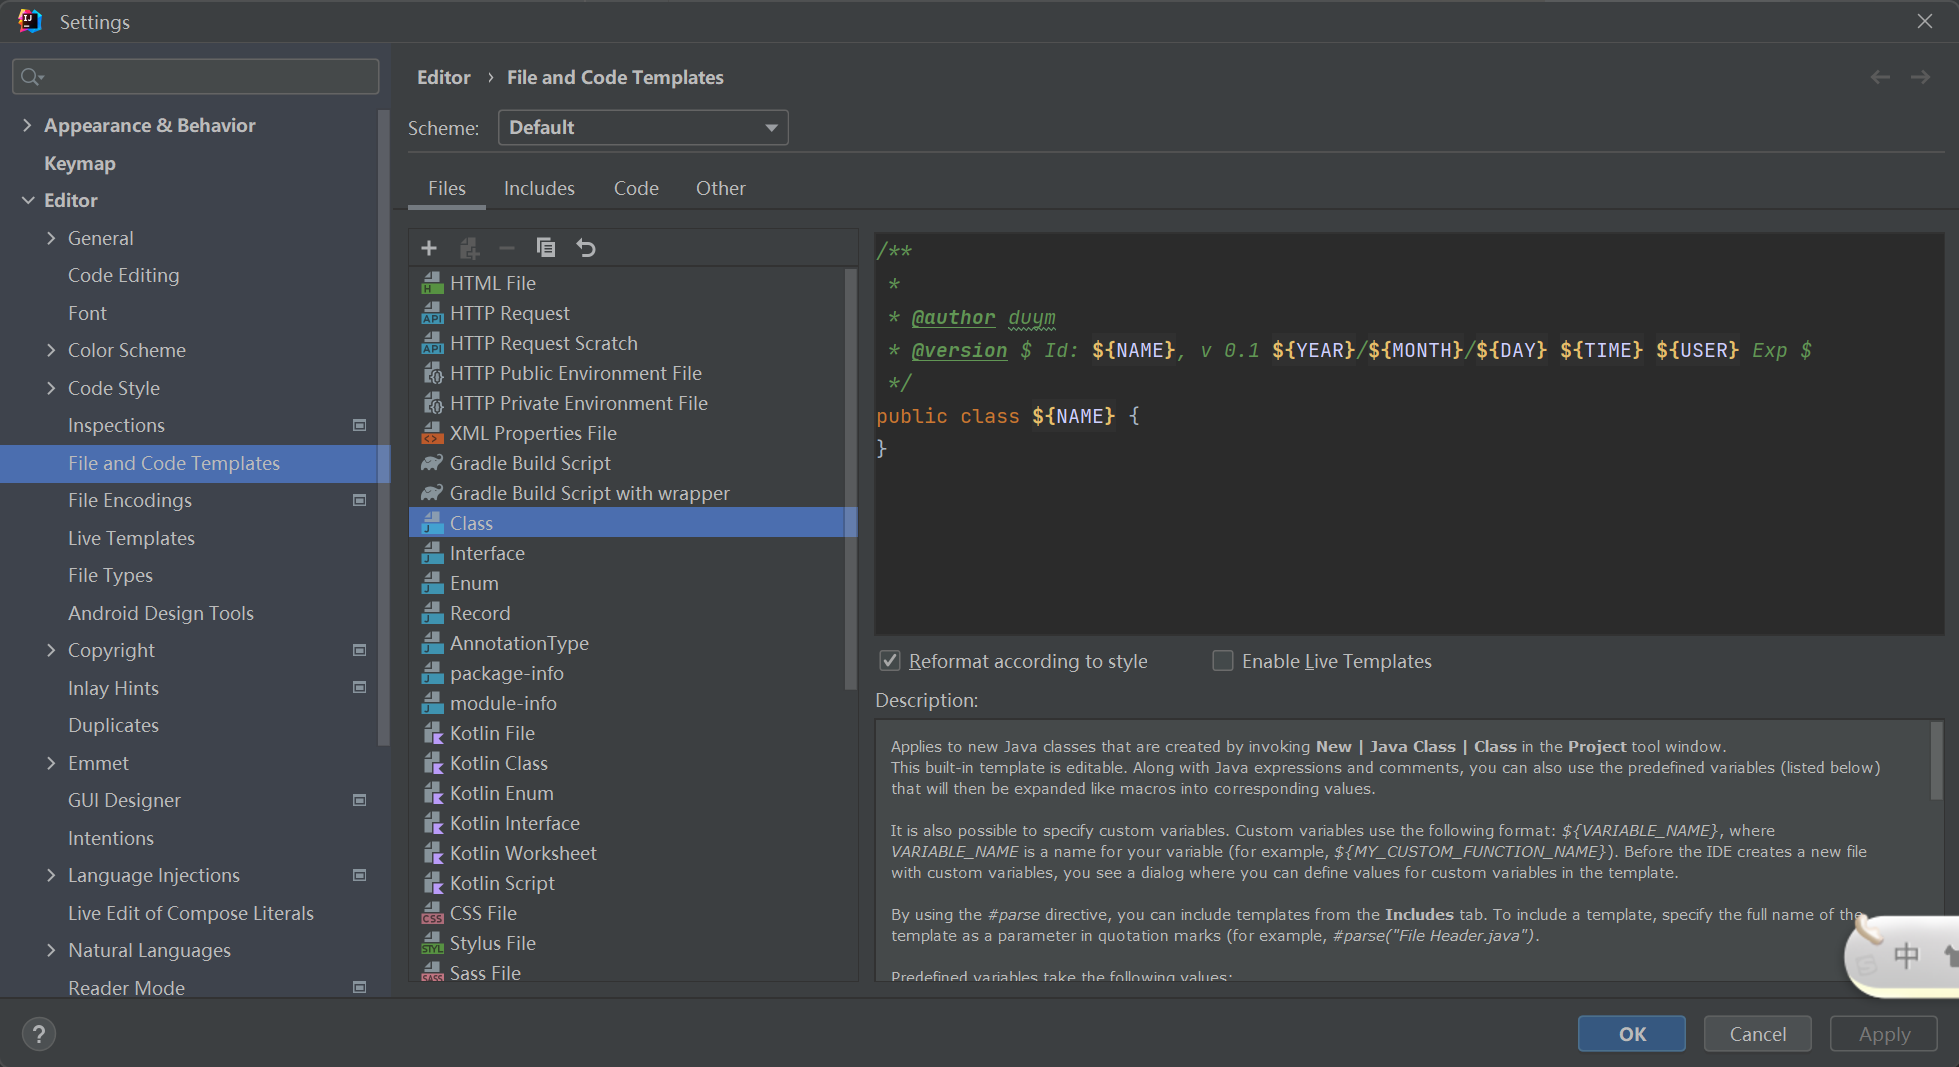 Settings
Appearance & Behavior
Keymap
Editor
General
Code Editing
Font
Color Scheme
Code Style
Inspections
File and Code Templates
File Encodings
Live Templates
File Types
Android Design Tools
Copyright
Inlay Hints
Duplicates
Emmet
GUI Designer
Intentions
Language Injections
Live Edit of Compose Literals
Natural Languages
Reader Mode
Editor › File and Code Templates
Scheme: Default
Files Includes Code Other
HTML File
HTTP Request
HTTP Request Scratch
HTTP Public Environment File
HTTP Private Environment File
XML Properties File
Gradle Build Script
Gradle Build Script with wrapper
Class
Interface
Enum
Record
AnnotationType
package-info
module-info
Kotlin File
Kotlin Class
Kotlin Enum
Kotlin Interface
Kotlin Worksheet
Kotlin Script
CSS File
Stylus File
Sass File
/**
*
* @author duym
* @version $ Id: ${NAME}, v 0.1 ${YEAR}/${MONTH}/${DAY} ${TIME} ${USER} Exp $
*/
public class ${NAME} {
}
Reformat according to style Enable Live Templates
Description:
Applies to new Java classes that are created by invoking New | Java Class | Class in the Project tool window.
This built-in template is editable. Along with Java expressions and comments, you can also use the predefined variables (listed below)
that will then be expanded like macros into corresponding values.
It is also possible to specify custom variables. Custom variables use the following format: ${VARIABLE_NAME}, where
VARIABLE_NAME is a name for your variable (for example, ${MY_CUSTOM_FUNCTION_NAME}). Before the IDE creates a new file
with custom variables, you see a dialog where you can define values for custom variables in the template.
By using the #parse directive, you can include templates from the Includes tab. To include a template, specify the full name of the
template as a parameter in quotation marks (for example, #parse("File Header.java").
Predefined variables take the following values:
中
? OK Cancel Apply